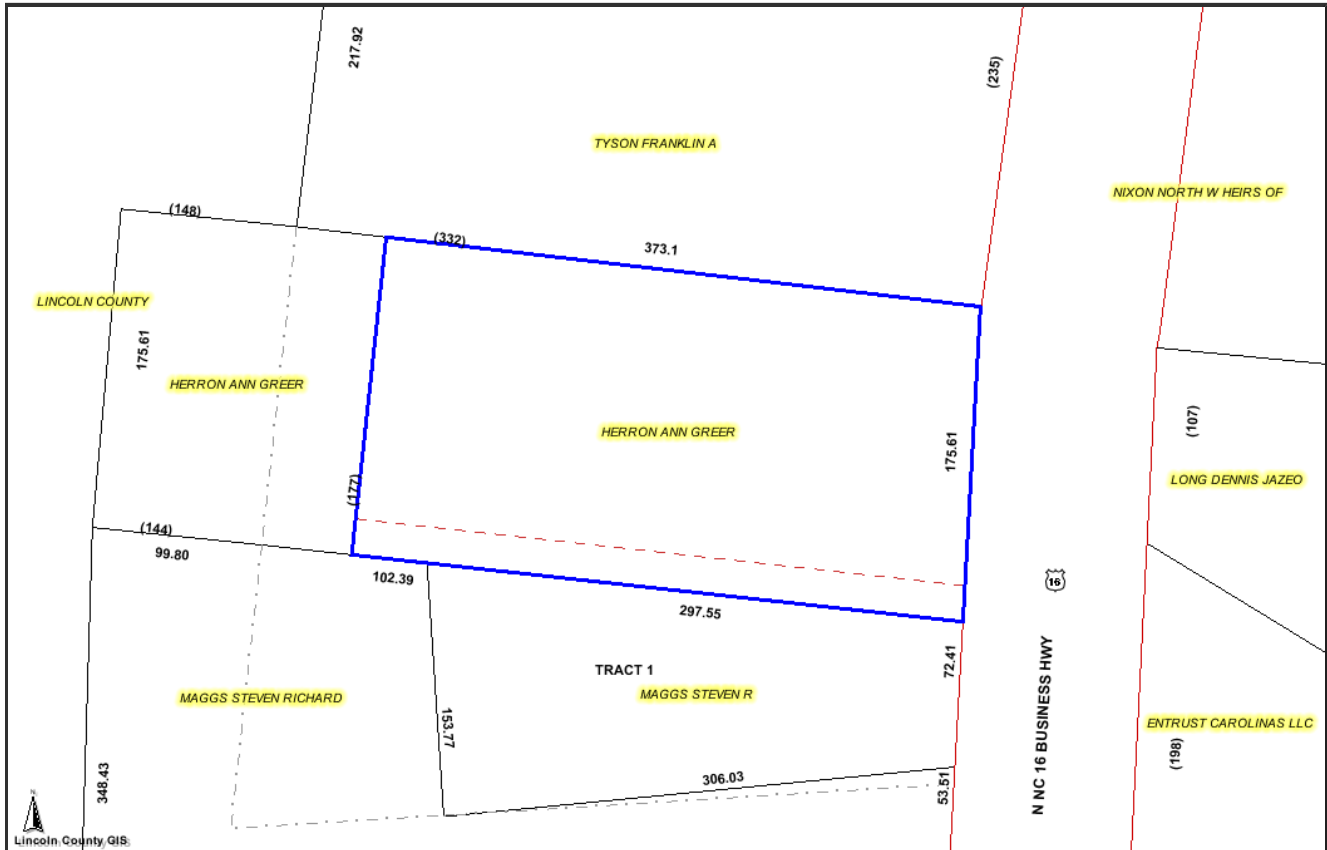 217.92
(235)
TYSON FRANKLIN A
NIXON NORTH W HEIRS OF
(148)
(332)
373.1
LINCOLN COUNTY
175.61
HERRON ANN GREER
HERRON ANN GREER
175.61
(107)
LONG DENNIS JAZEO
(177)
(144)
99.80
102.39
297.55
16
72.41
TRACT 1
MAGGS STEVEN RICHARD
MAGGS STEVEN R
N NC 16 BUSINESS HWY
ENTRUST CAROLINAS LLC
153.77
(198)
348.43
306.03
53.51
N
Lincoln County GIS